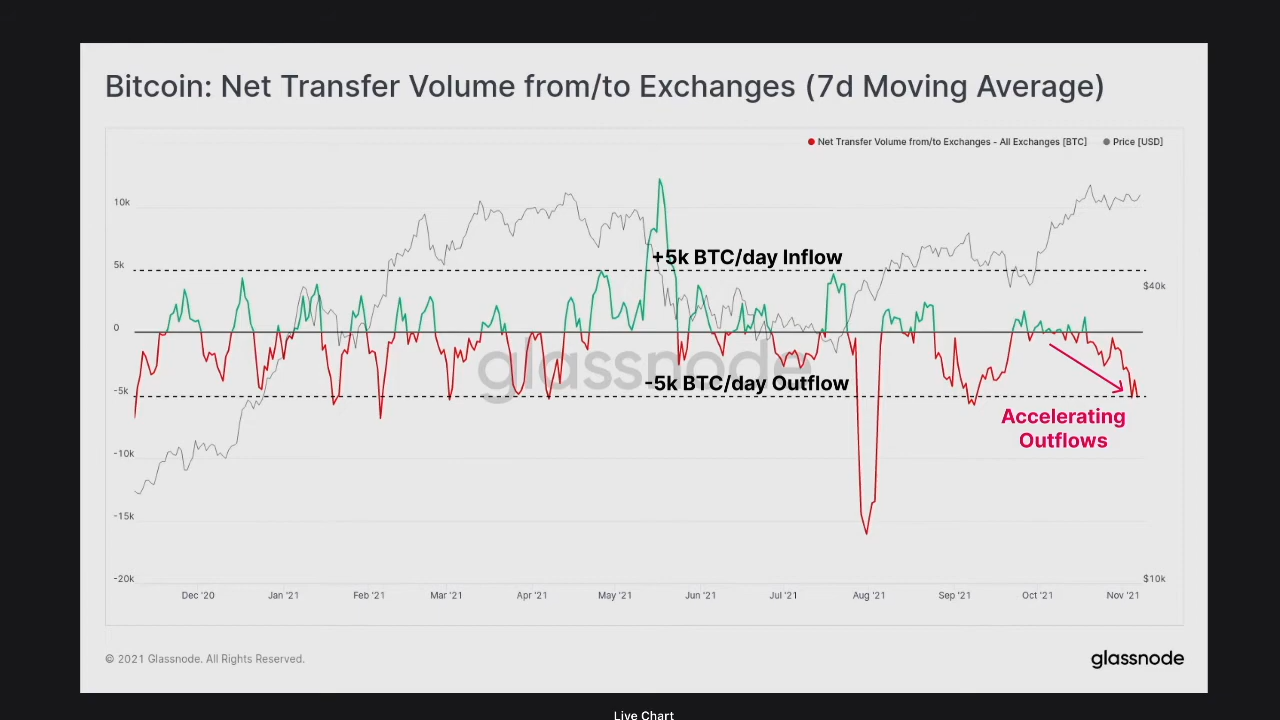 Bitcoin: Net Transfer Volume from/to Exchanges (7d Moving Average)
Net Transfer Volume from/to Exchanges - All Exchanges [BTC] Price [USD]
10k
+5k BTC/day Inflow
5k
$40k
0
glassnode
-5k BTC/day Outflow
-5k
Accelerating
Outflows
-10k
-15k
-20k
$10k
Dec '20 Jan '21 Feb '21 Mar '21 Apr '21 May '21 Jun '21 Jul '21 Aug '21 Sep '21 Oct '21 Nov '21
© 2021 Glassnode. All Rights Reserved.
glassnode
Live Chart